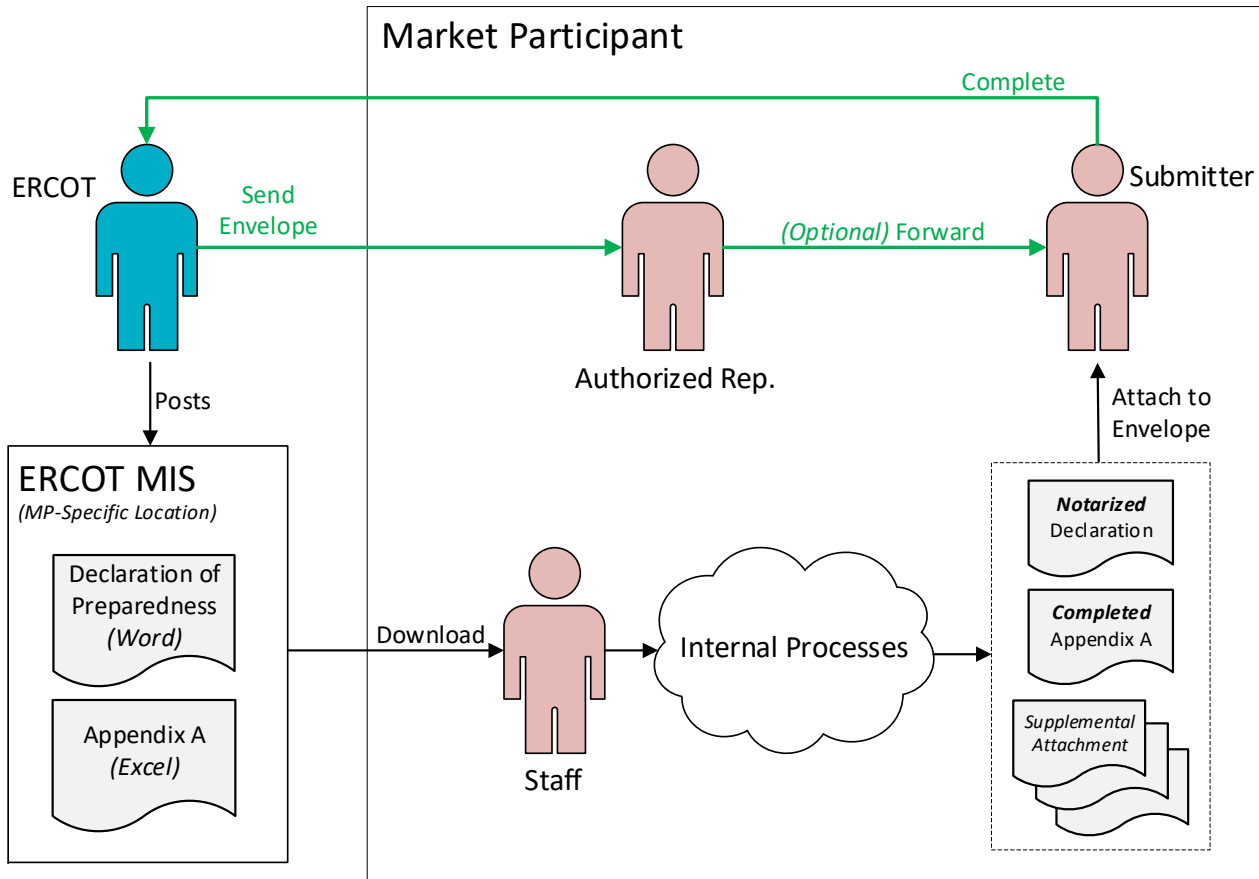 Market Participant
Complete
ERCOT
Send
Envelope
(Optional) Forward
Submitter
Authorized Rep.
Posts
Attach to
Envelope
ERCOT MIS
(MP-Specific Location)
Declaration of
Preparedness
(Word)
Appendix A
(Excel)
Download
Staff
Internal Processes
Notarized
Declaration
Completed
Appendix A
Supplemental
Attachment